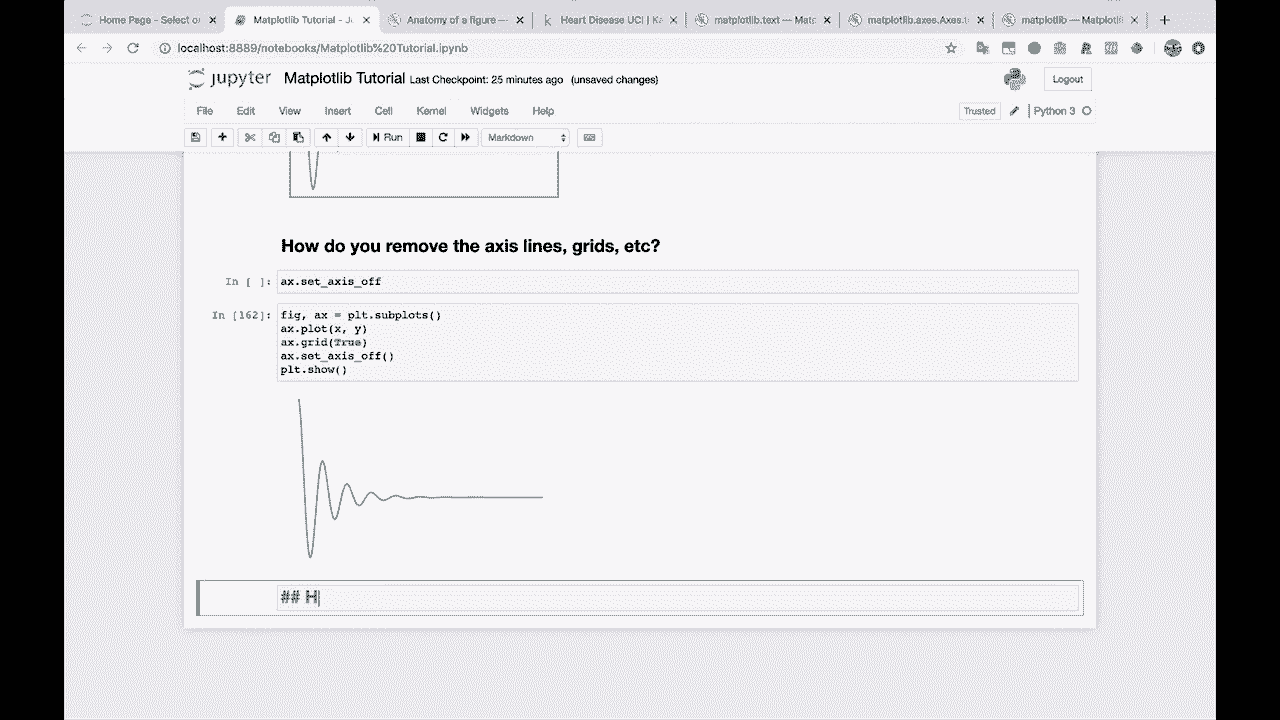 Home Page - Select or
Matplotlib Tutorial - Ju
Anatomy of a figure —
Heart Disease UCI | Ka
matplotlib.text — Mat
matplotlib.axes.Axes.t
matplotlib — Matplotli
localhost:8889/notebooks/Matplotlib%20Tutorial.ipynb
jupyter Matplotlib Tutorial Last Checkpoint: 25 minutes ago (unsaved changes)
Logout
File Edit View Insert Cell Kernel Widgets Help
Trusted
Python 3
Run
Markdown
How do you remove the axis lines, grids, etc?
In [ ]: ax.set_axis_off
In [162]: fig, ax = plt.subplots()
ax.plot(x, y)
ax.grid(True)
ax.set_axis_off()
plt.show()
## H